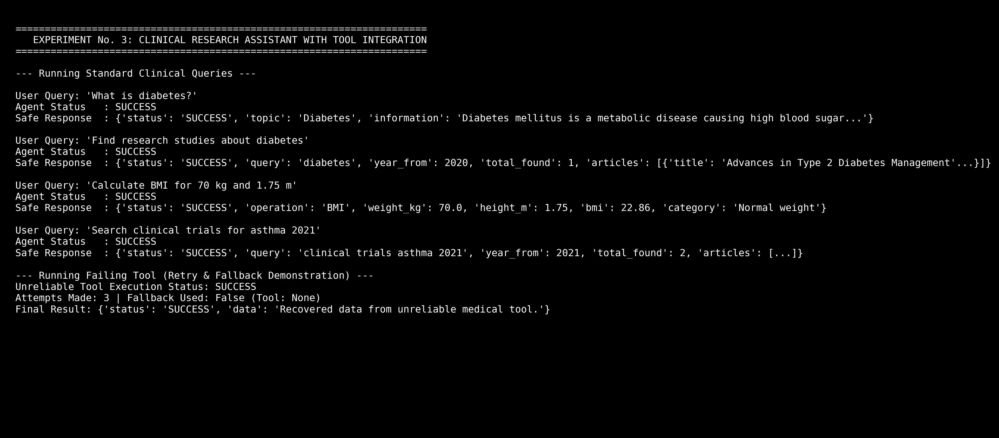 ======================================================================
   EXPERIMENT No. 3: CLINICAL RESEARCH ASSISTANT WITH TOOL INTEGRATION
======================================================================
--- Running Standard Clinical Queries ---
User Query: 'What is diabetes?'
Agent Status   : SUCCESS
Safe Response  : {'status': 'SUCCESS', 'topic': 'Diabetes', 'information': 'Diabetes mellitus is a metabolic disease causing high blood sugar...'}
User Query: 'Find research studies about diabetes'
Agent Status   : SUCCESS
Safe Response  : {'status': 'SUCCESS', 'query': 'diabetes', 'year_from': 2020, 'total_found': 1, 'articles': [{'title': 'Advances in Type 2 Diabetes Management'...}]}
User Query: 'Calculate BMI for 70 kg and 1.75 m'
Agent Status   : SUCCESS
Safe Response  : {'status': 'SUCCESS', 'operation': 'BMI', 'weight_kg': 70.0, 'height_m': 1.75, 'bmi': 22.86, 'category': 'Normal weight'}
User Query: 'Search clinical trials for asthma 2021'
Agent Status   : SUCCESS
Safe Response  : {'status': 'SUCCESS', 'query': 'clinical trials asthma 2021', 'year_from': 2021, 'total_found': 2, 'articles': [...]}
--- Running Failing Tool (Retry & Fallback Demonstration) ---
Unreliable Tool Execution Status: SUCCESS
Attempts Made: 3 | Fallback Used: False (Tool: None)
Final Result: {'status': 'SUCCESS', 'data': 'Recovered data from unreliable medical tool.'}